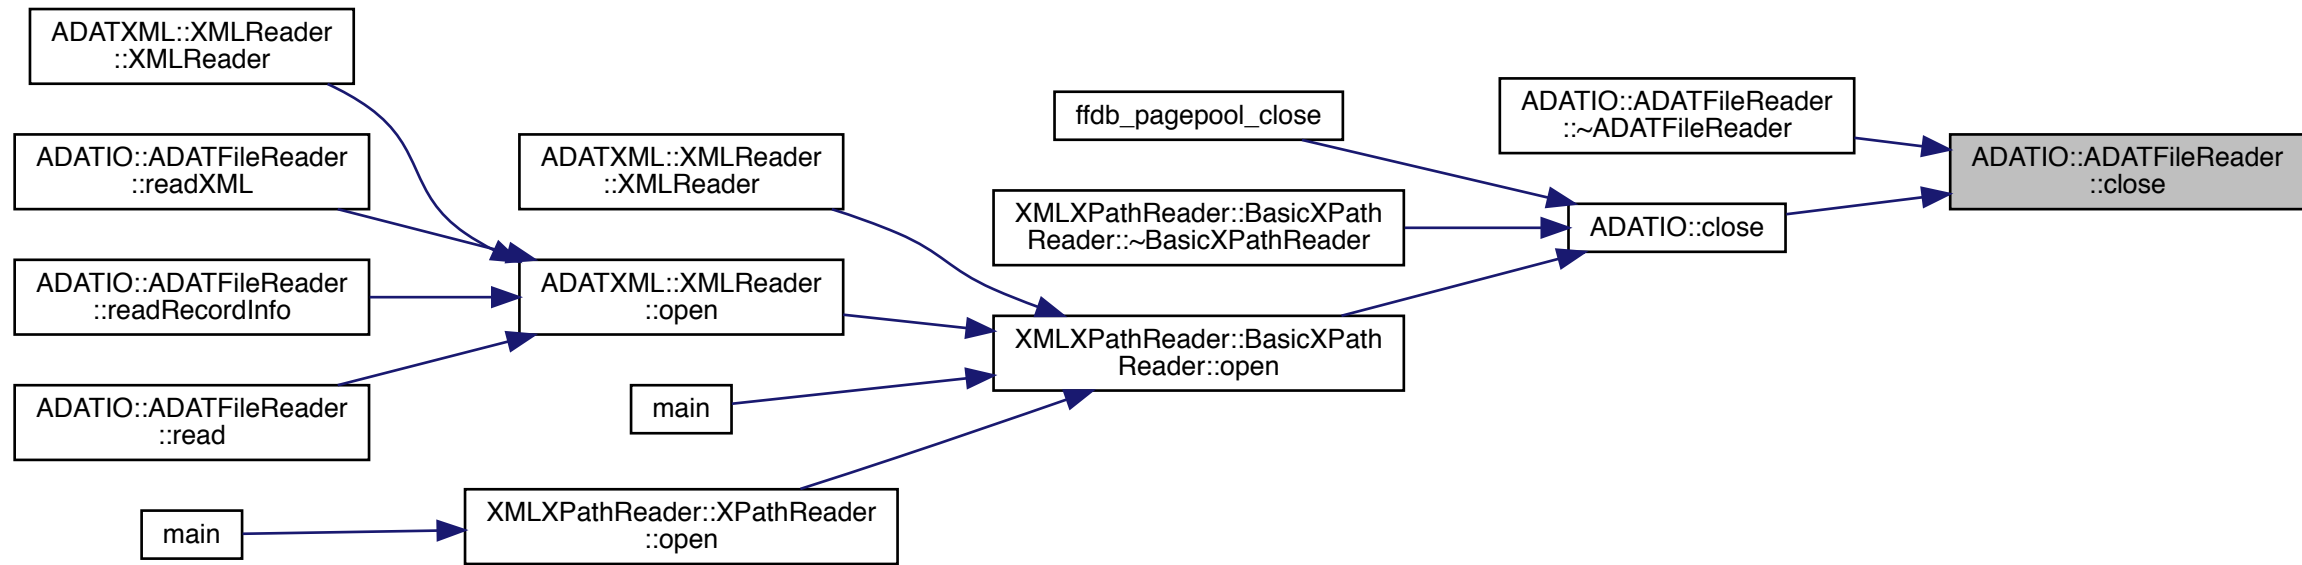 ADATXML::XMLReader
::XMLReader
ADATIO::ADATFileReader
::readXML
ADATIO::ADATFileReader
::readRecordInfo
ADATIO::ADATFileReader
::read
main
ADATXML::XMLReader
::XMLReader
ADATXML::XMLReader
::open
main
XMLXPathReader::XPathReader
::open
ffdb_pagepool_close
XMLXPathReader::BasicXPath
Reader::~BasicXPathReader
XMLXPathReader::BasicXPath
Reader::open
ADATIO::ADATFileReader
::~ADATFileReader
ADATIO::close
ADATIO::ADATFileReader
::close